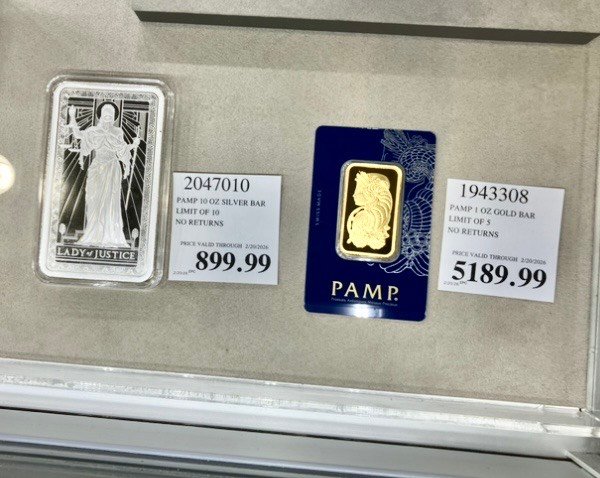 LADY of JUSTICE
2047010
PAMP 10 OZ SILVER BAR
LIMIT OF 10
NO RETURNS
PRICE VALID THROUGH 2/20/2026
899.99
SWISS MADE
PAMP.
1943308
PAMP 1 OZ GOLD BAR
LIMIT OF 5
NO RETURNS
PRICE VALID THROUGH 2/20/2026
5189.99